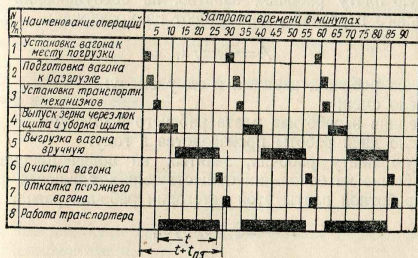 № п/п
Наименование операций
Затрата времени в минутах
5 10 15 20 25 30 35 40 45 50 55 60 65 70 75 80 85 90
1 Установка вагона к
месту погрузки
2 Подготовка вагона
к разгрузке
3 Установка транспортн.
механизмов
4 Выпуск зерна через люк
щита и уборка щита
5 Выгрузка вагона
вручную
6 Очистка вагона
7 Откатка порожнего
вагона
8 Работа транспортера
t
t+tпз